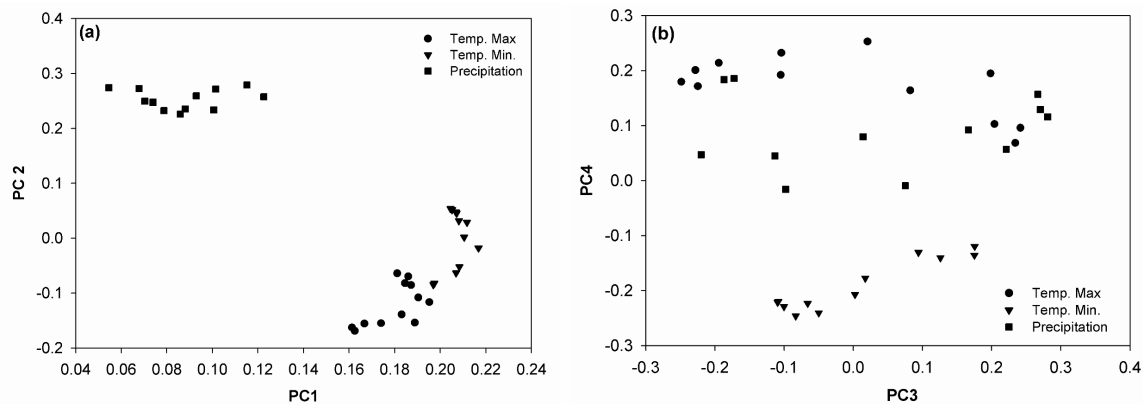 (a)
Temp. Max
Temp. Min.
Precipitation
0.4
0.3
0.2
0.1
0.0
-0.1
-0.2
PC 2
0.04 0.06 0.08 0.10 0.12 0.14 0.16 0.18 0.20 0.22 0.24
PC1
(b)
0.3
0.2
0.1
0.0
-0.1
-0.2
-0.3
PC4
Temp. Max
Temp. Min.
Precipitation
-0.3 -0.2 -0.1 0.0 0.1 0.2 0.3 0.4
PC3